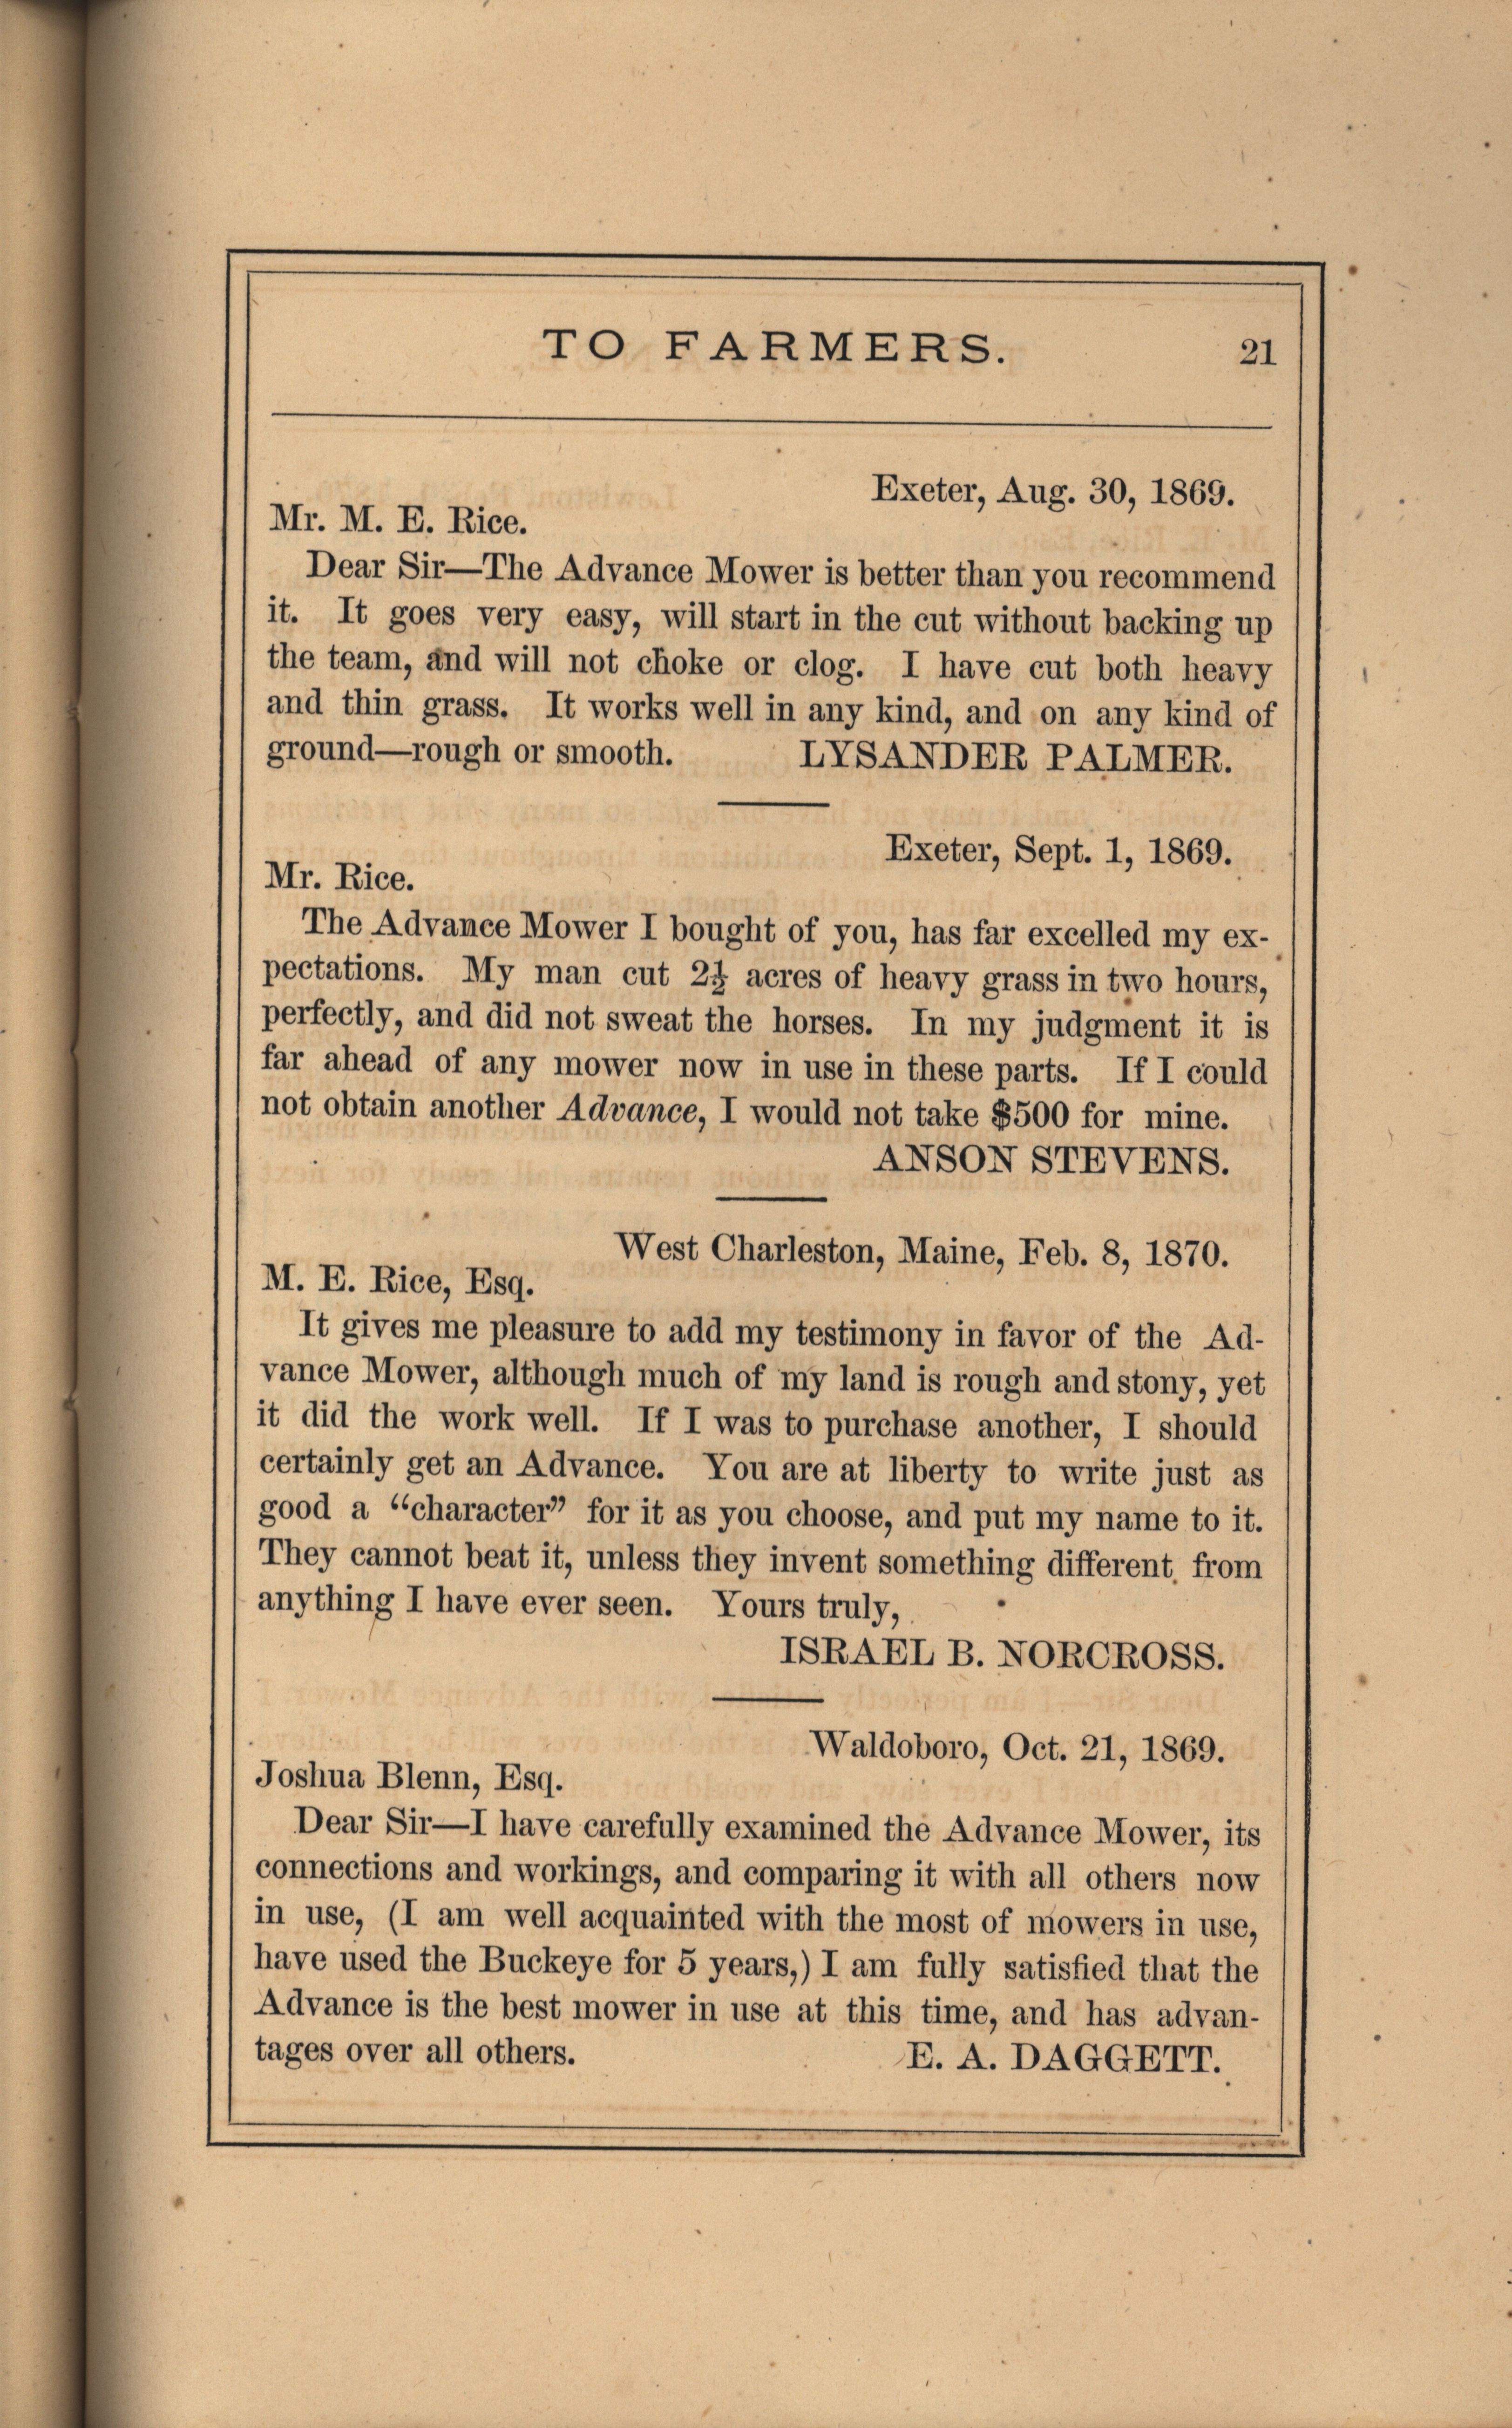 TO FARMERS. 21
Exeter, Aug. 30, 1869.
Mr. M. E. Rice.
Dear Sir—The Advance Mower is better than you recommend
it. It goes very easy, will start in the cut without backing up
the team, and will not choke or clog. I have cut both heavy
and thin grass. It works well in any kind, and on any kind of
ground—rough or smooth. LYSANDER PALMER.
Exeter, Sept. 1, 1869.
Mr. Rice.
The Advance Mower I bought of you, has far excelled my ex-
pectations. My man cut acres of heavy grass in two hours,
perfectly, and did not sweat the horses. In my judgment it is
far ahead of any mower now in use in these parts. If I could
not obtain another Advance, I would not take $500 for mine.
ANSON STEVENS.
West Charleston, Maine, Feb. 8, 1870.
M. E. Rice, Esq.
It gives me pleasure to add my testimony in favor of the Ad-
vance Mower, although much of my land is rough and stony, yet
it did the work well. If I was to purchase another, I should
certainly get an Advance. You are at liberty to write just as
good a “character” for it as you choose, and put my name to it.
They cannot beat it, unless they invent something different from
anything I have ever seen. Yours truly,
ISRAEL B. NORCROSS.
Waldoboro, Oct. 21, 1869.
Joshua Blenn, Esq.
Dear Sir—I have carefully examined the Advance Mower, its
connections and workings, and comparing it with all others now
in use, (I am well acquainted with the most of mowers in use,
have used the Buckeye for 5 years,) I am fully satisfied that the
Advance is the best mower in use at this time, and has advan-
tages over all others. E. A. DAGGETT.